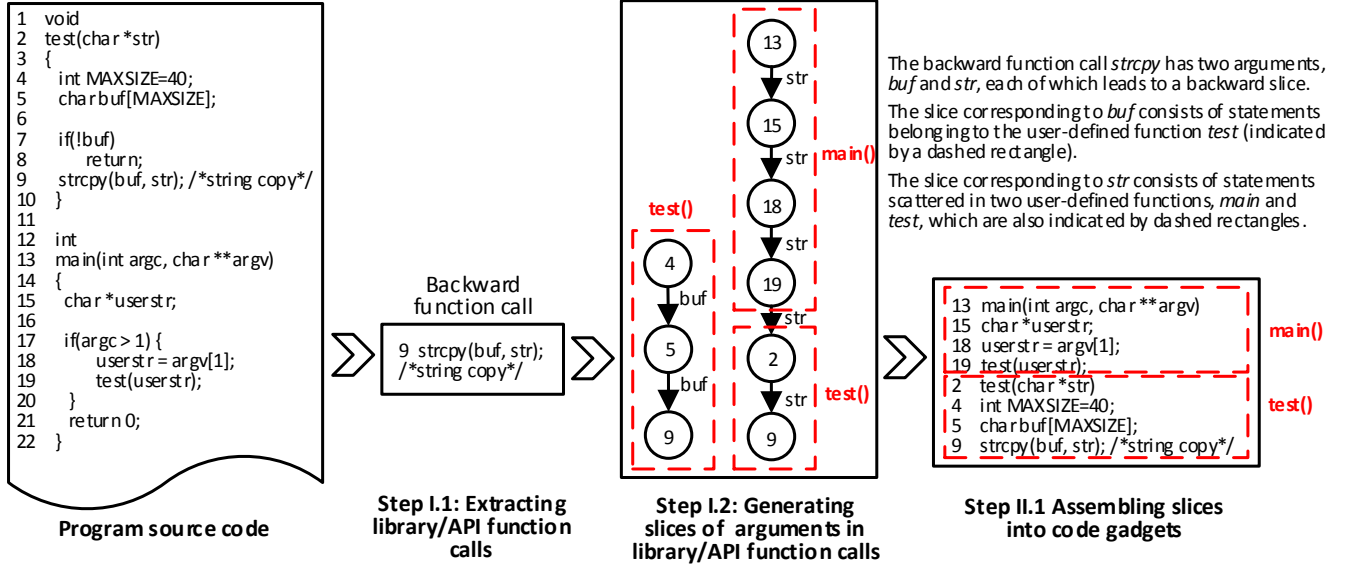 1 void
2 test(char *str)
3 {
4 int MAXSIZE=40;
5 char buf[MAXSIZE];
6
7 if(!buf)
8 return;
9 strcpy(buf, str); /*string copy*/
10 }
11
12 int
13 main(int argc, char **argv)
14 {
15 char *userstr;
16
17 if(argc > 1) {
18 userstr = argv[1];
19 test(userstr);
20 }
21 return 0;
22 }
Program source code
Backward
function call
9 strcpy(buf, str);
/*string copy*/
Step I.1: Extracting
library/API function
calls
test()
4
buf
5
buf
9
13
str
15
str
main()
18
str
19
str
2
str
test()
9
Step I.2: Generating
slices of arguments in
library/API function calls
The backward function call strcpy has two arguments,
buf and str, each of which leads to a backward slice.
The slice corresponding to buf consists of statements
belonging to the user-defined function test (indicated
by a dashed rectangle).
The slice corresponding to str consists of statements
scattered in two user-defined functions, main and
test, which are also indicated by dashed rectangles.
13 main(int argc, char **argv)
15 char *userstr;
18 userstr = argv[1];
19 test(userstr);
main()
2 test(char *str)
4 int MAXSIZE=40;
5 char buf[MAXSIZE];
9 strcpy(buf, str); /*string copy*/
test()
Step II.1 Assembling slices
into code gadgets